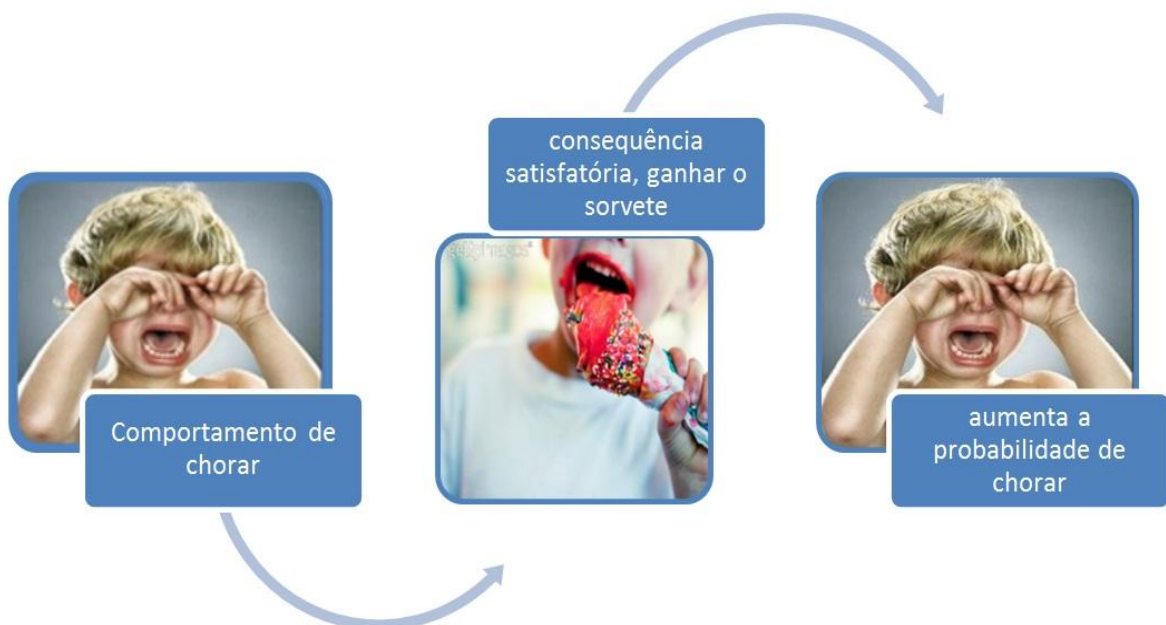 Comportamento de
chorar
consequência
satisfatória, ganhar o
sorvete
aumenta a
probabilidade de
chorar